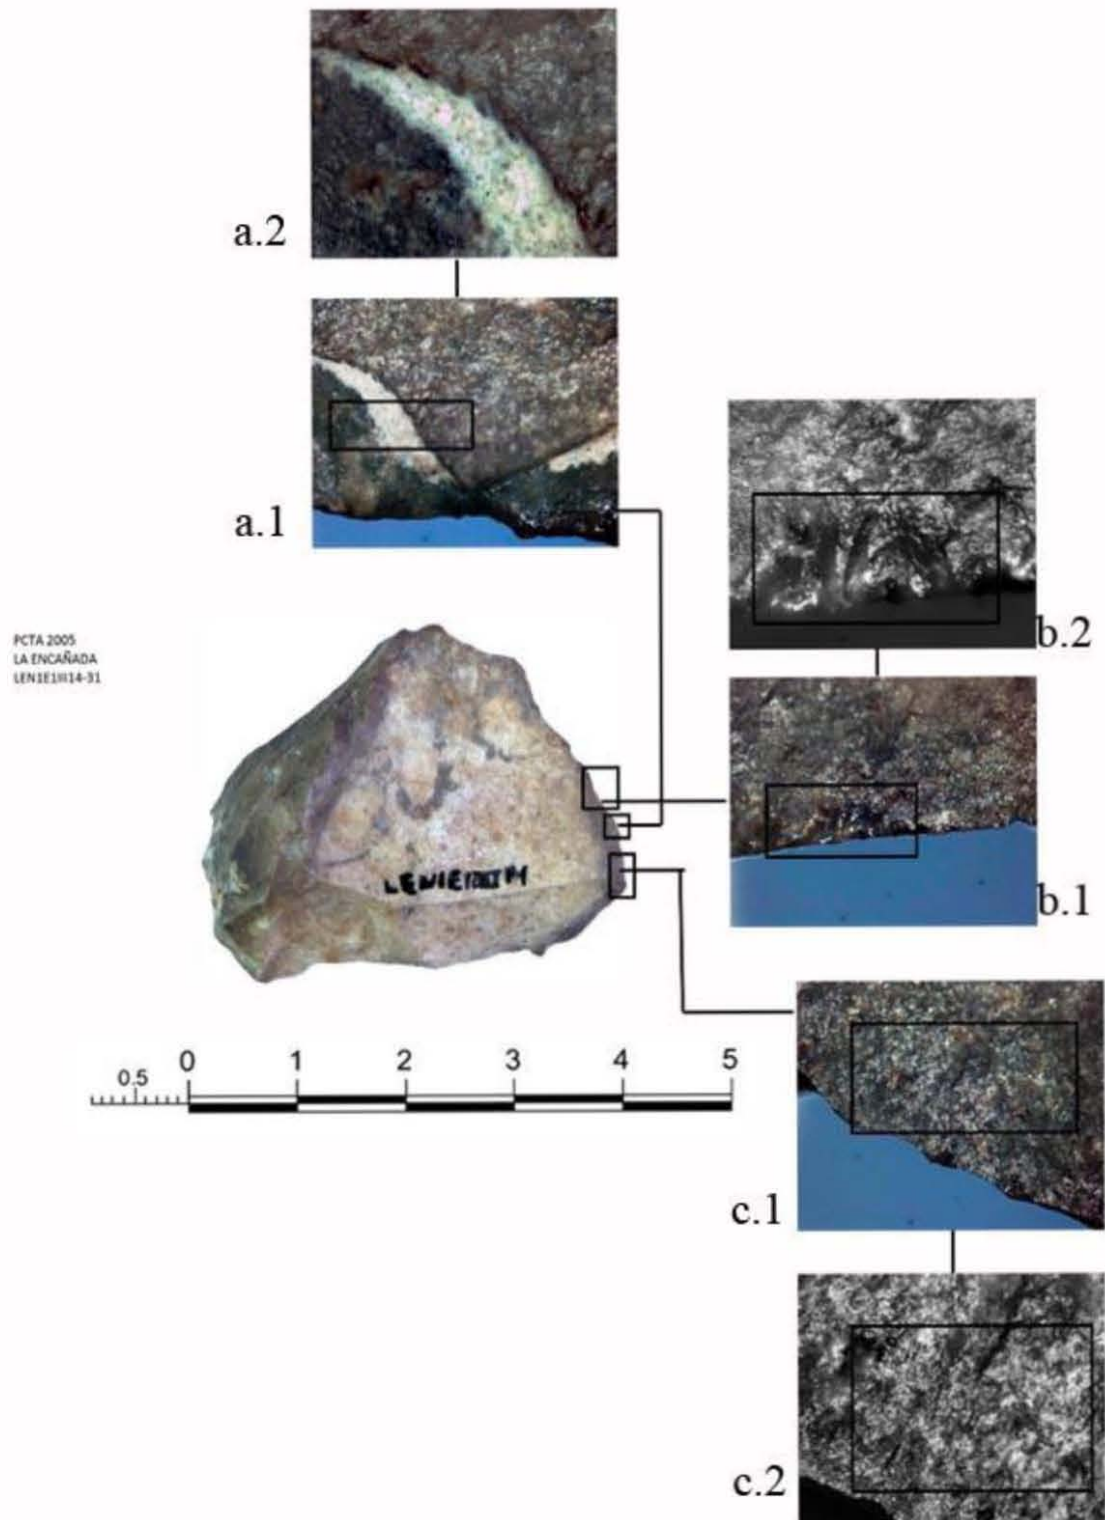 a.2
a.1
b.2
PCTA 2005
LA ENCAÑADA
LEN1E1III14-31
b.1
0.5 0 1 2 3 4 5
c.1
c.2